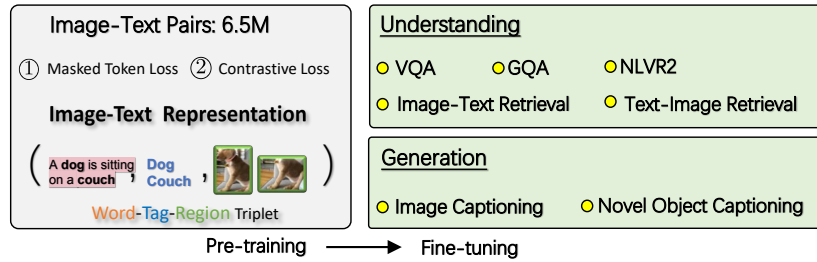 Image-Text Pairs: 6.5M
① Masked Token Loss ② Contrastive Loss
Image-Text Representation
( A dog is sitting on a couch , Dog Couch , )
Word-Tag-Region Triplet
Understanding
VQA GQA NLVR2
Image-Text Retrieval Text-Image Retrieval
Generation
Image Captioning Novel Object Captioning
Pre-training Fine-tuning